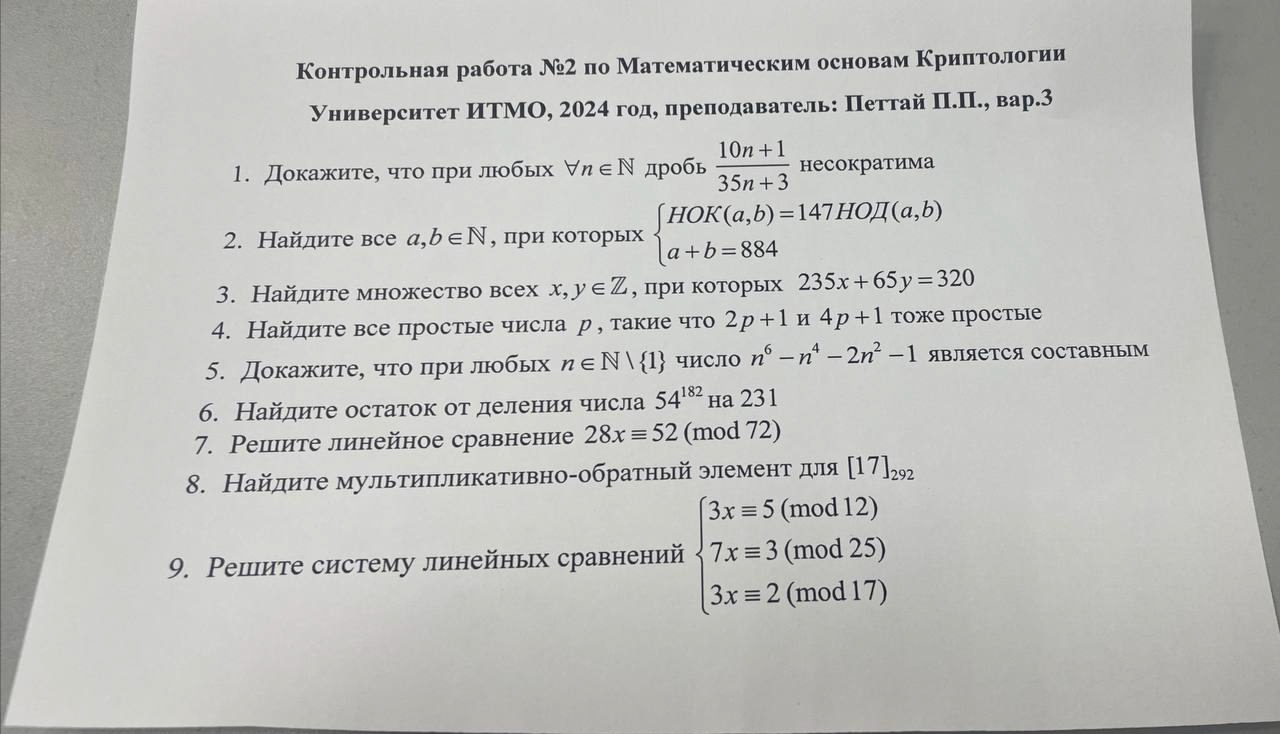 Контрольная работа №2 по Математическим основам Криптологии
Университет ИТМО, 2024 год, преподаватель: Петтай П.П., вар.3
1. Докажите, что при любых ∀n ∈ ℕ дробь (10n+1)/(35n+3) несократима
2. Найдите все a,b ∈ ℕ, при которых { НОК(a,b) = 147 НОД(a,b)
a + b = 884
3. Найдите множество всех x, y ∈ ℤ, при которых 235x + 65y = 320
4. Найдите все простые числа p, такие что 2p+1 и 4p+1 тоже простые
5. Докажите, что при любых n ∈ ℕ \ {1} число n⁶ − n⁴ − 2n² − 1 является составным
6. Найдите остаток от деления числа 54¹⁸² на 231
7. Решите линейное сравнение 28x ≡ 52 (mod 72)
8. Найдите мультипликативно-обратный элемент для [17]₂₉₂
9. Решите систему линейных сравнений { 3x ≡ 5 (mod 12)
7x ≡ 3 (mod 25)
3x ≡ 2 (mod 17)